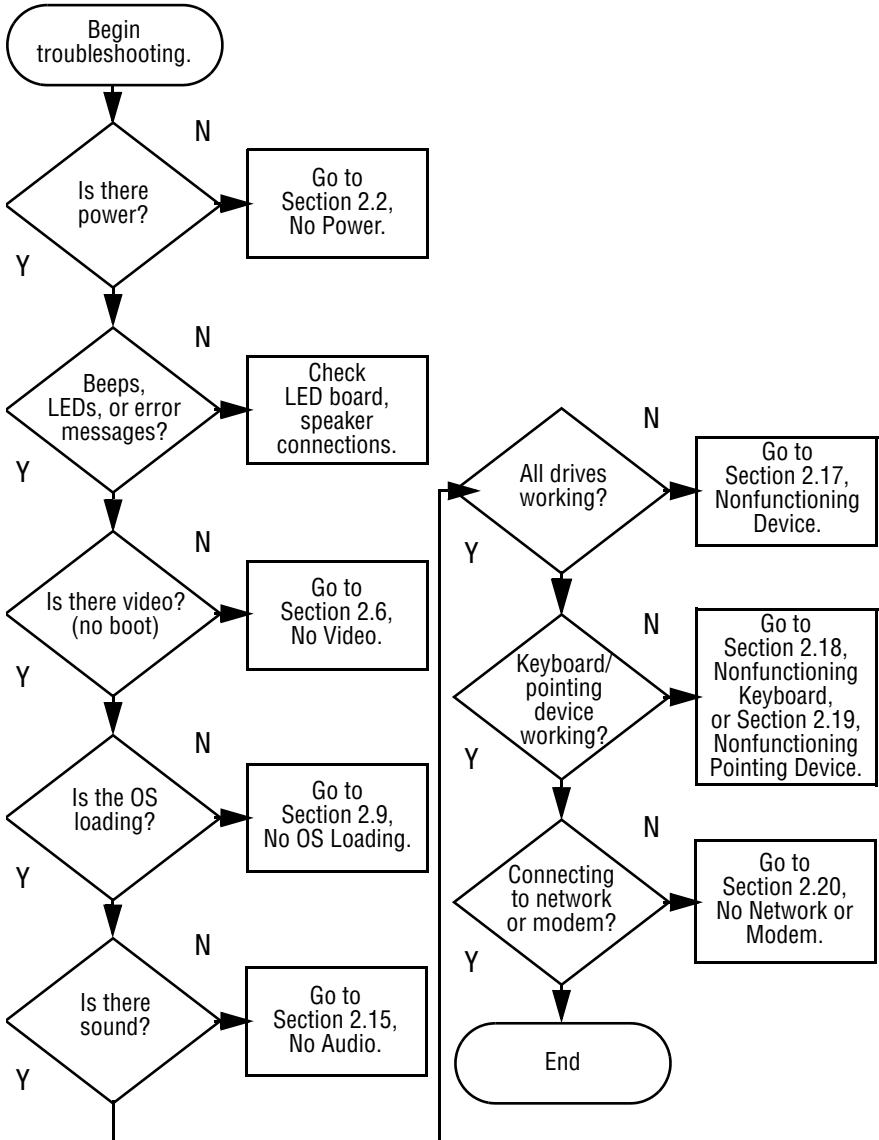 Begin
troubleshooting.
N
Is there
power?
Go to
Section 2.2,
No Power.
Y
N
Beeps,
LEDs, or error
messages?
Check
LED board,
speaker
connections.
Y
N
Is there video?
(no boot)
Go to
Section 2.6,
No Video.
Y
N
Is the OS
loading?
Go to
Section 2.9,
No OS Loading.
Y
N
Is there
sound?
Go to
Section 2.15,
No Audio.
Y
N
All drives
working?
Go to
Section 2.17,
Nonfunctioning
Device.
Y
N
Keyboard/
pointing
device
working?
Go to
Section 2.18,
Nonfunctioning
Keyboard,
or Section 2.19,
Nonfunctioning
Pointing Device.
Y
N
Connecting
to network
or modem?
Go to
Section 2.20,
No Network or
Modem.
Y
End